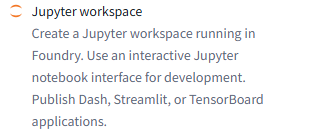 Jupyter workspace
Create a Jupyter workspace running in
Foundry. Use an interactive Jupyter
notebook interface for development.
Publish Dash, Streamlit, or TensorBoard
applications.